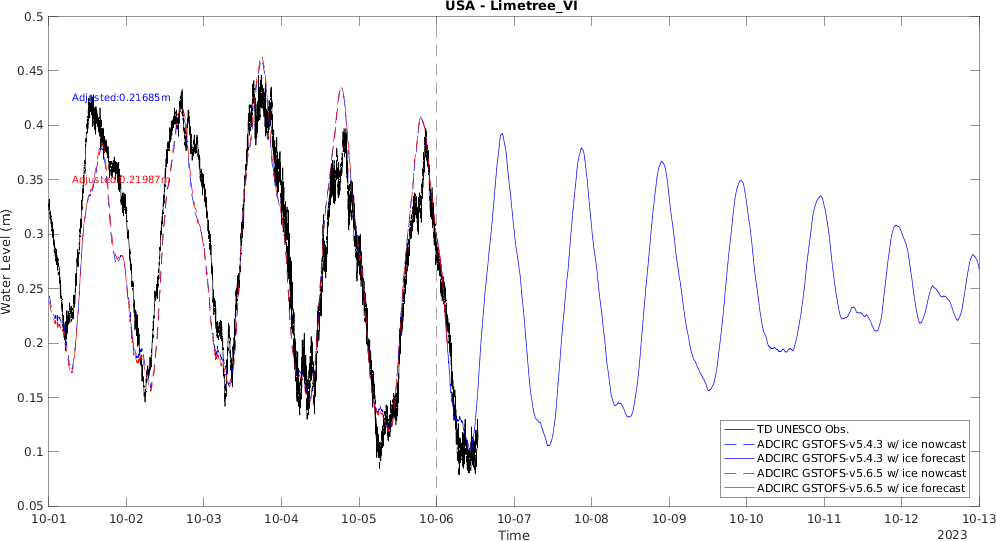 USA - Limetree_VI
0.5
0.45
0.4
0.35
0.3
0.25
0.2
0.15
0.1
0.05
Water Level (m)
Adjusted:0.21685m
Adjusted:0.21987m
TD UNESCO Obs.
ADCIRC GSTOFS-v5.4.3 w/ ice nowcast
ADCIRC GSTOFS-v5.4.3 w/ ice forecast
ADCIRC GSTOFS-v5.6.5 w/ ice nowcast
ADCIRC GSTOFS-v5.6.5 w/ ice forecast
10-01 10-02 10-03 10-04 10-05 10-06 10-07 10-08 10-09 10-10 10-11 10-12 10-13
Time
2023